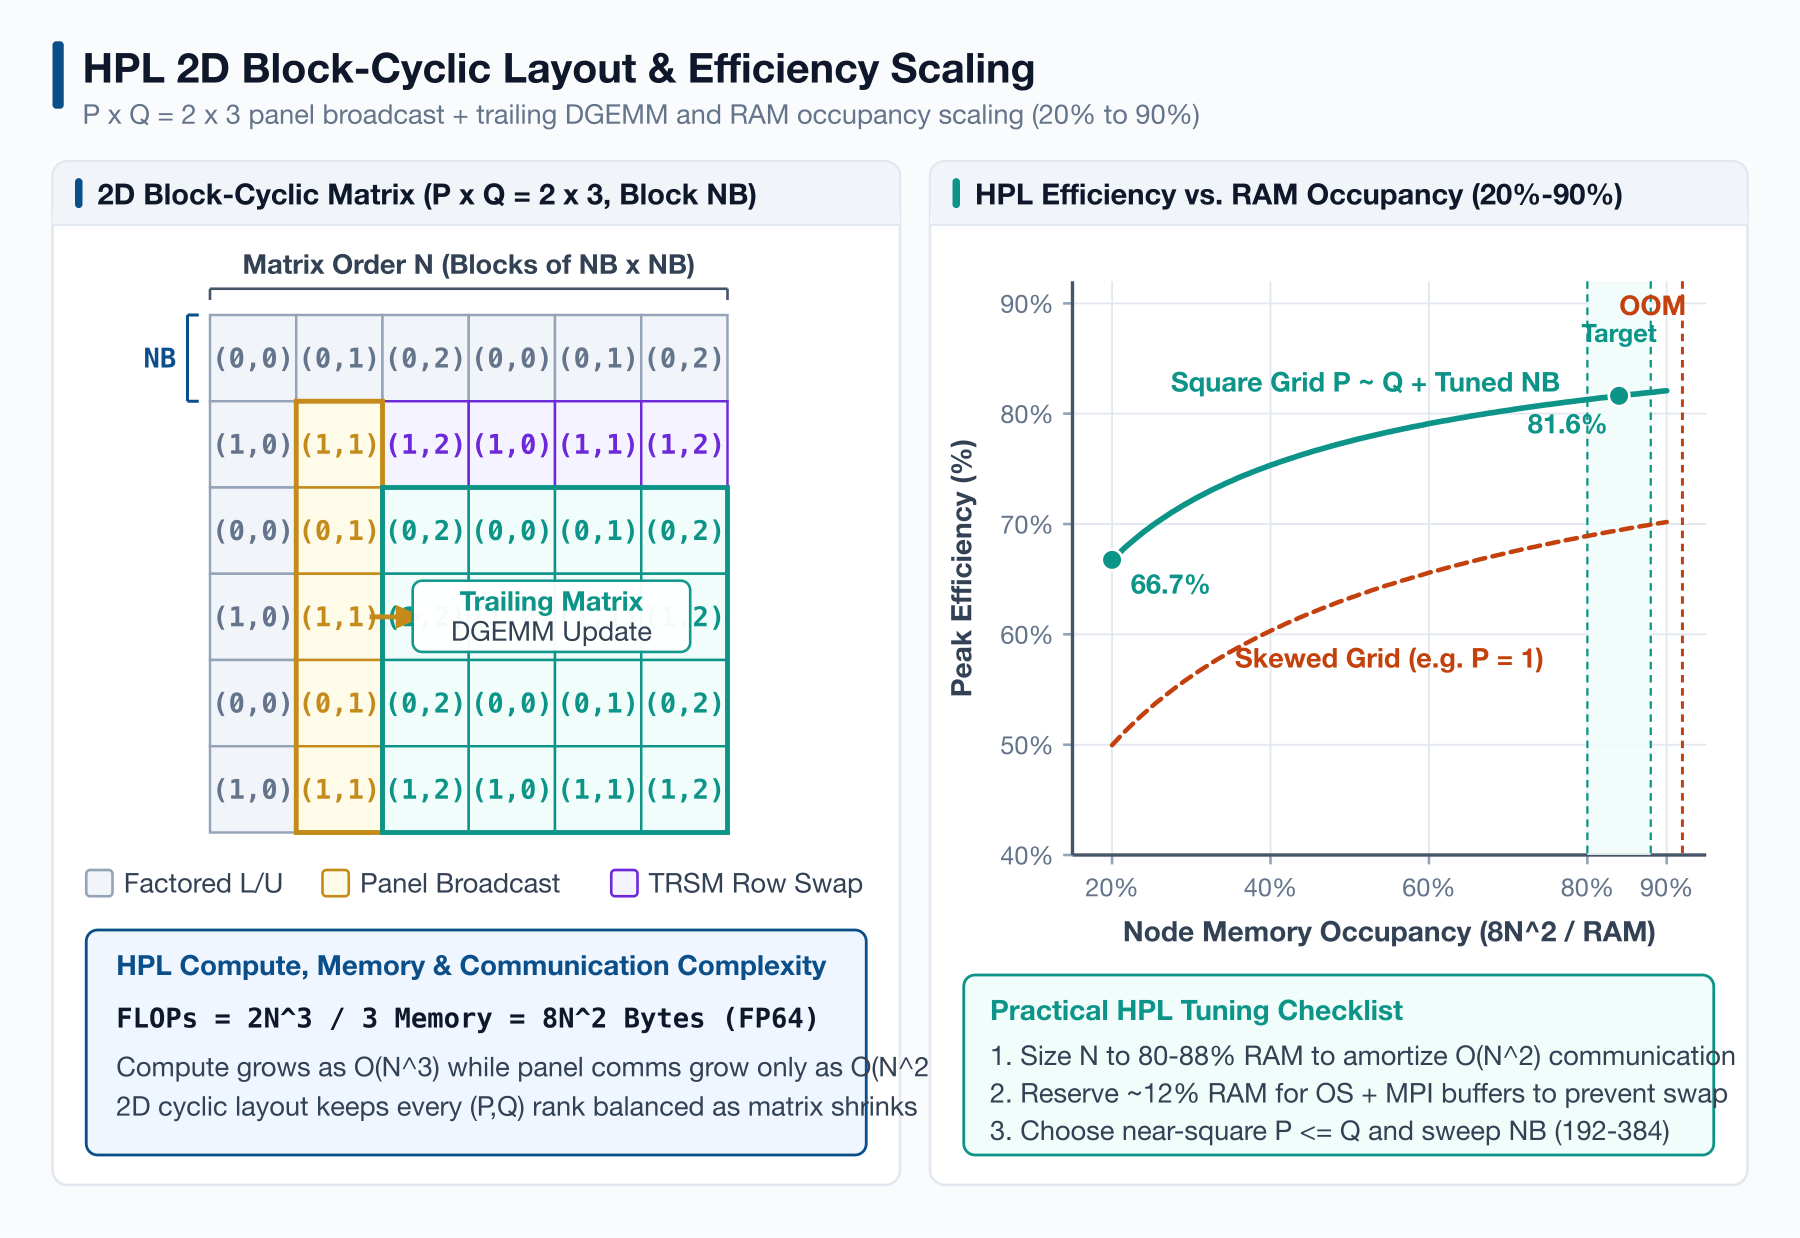 HPL 2D Block-Cyclic Layout & Efficiency Scaling
P x Q = 2 x 3 panel broadcast + trailing DGEMM and RAM occupancy scaling (20% to 90%)
2D Block-Cyclic Matrix (P x Q = 2 x 3, Block NB)
Matrix Order N (Blocks of NB x NB)
NB
(0,0) (0,1) (0,2) (0,0) (0,1) (0,2)
(1,0) (1,1) (1,2) (1,0) (1,1) (1,2)
(0,0) (0,1) (0,2) (0,0) (0,1) (0,2)
(1,0) (1,1)
Trailing Matrix
DGEMM Update
(0,0) (0,1) (0,2) (0,0) (0,1) (0,2)
(1,0) (1,1) (1,2) (1,0) (1,1) (1,2)
Factored L/U
Panel Broadcast
TRSM Row Swap
HPL Compute, Memory & Communication Complexity
FLOPs = 2N^3 / 3 Memory = 8N^2 Bytes (FP64)
Compute grows as O(N^3) while panel comms grow only as O(N^2
2D cyclic layout keeps every (P,Q) rank balanced as matrix shrinks
HPL Efficiency vs. RAM Occupancy (20%-90%)
90%
80%
70%
60%
50%
40%
Peak Efficiency (%)
OOM
Target
Square Grid P ~ Q + Tuned NB
81.6%
66.7%
Skewed Grid (e.g. P = 1)
20% 40% 60% 80% 90%
Node Memory Occupancy (8N^2 / RAM)
Practical HPL Tuning Checklist
1. Size N to 80-88% RAM to amortize O(N^2) communication
2. Reserve ~12% RAM for OS + MPI buffers to prevent swap
3. Choose near-square P <= Q and sweep NB (192-384)